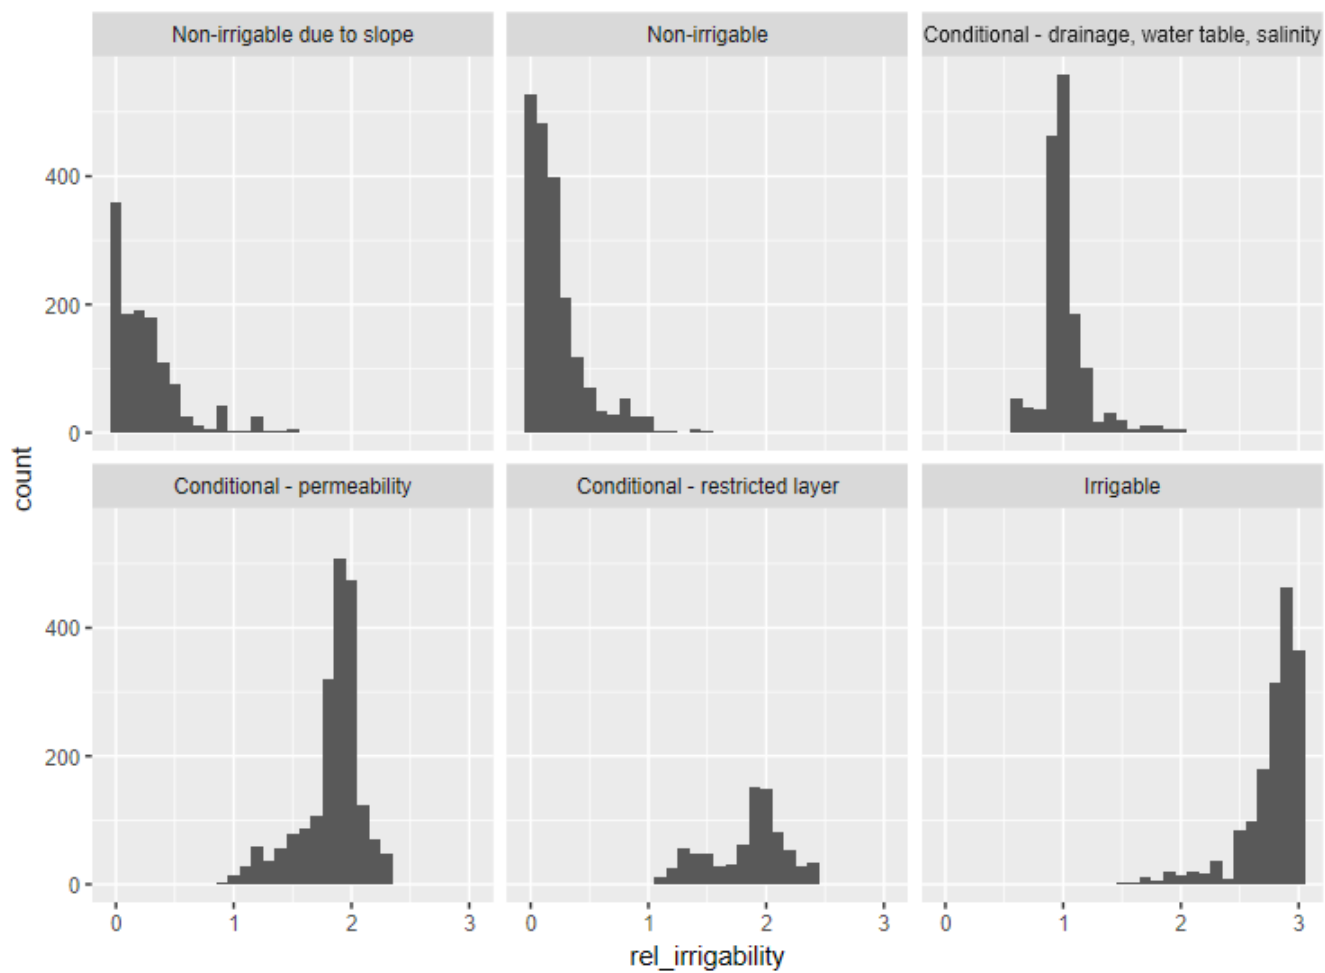 Non-irrigable due to slope
Non-irrigable
Conditional - drainage, water table, salinity
400
200
0
count
Conditional - permeability
Conditional - restricted layer
Irrigable
400
200
0
0 1 2 3
0 1 2 3
0 1 2 3
rel_irrigability